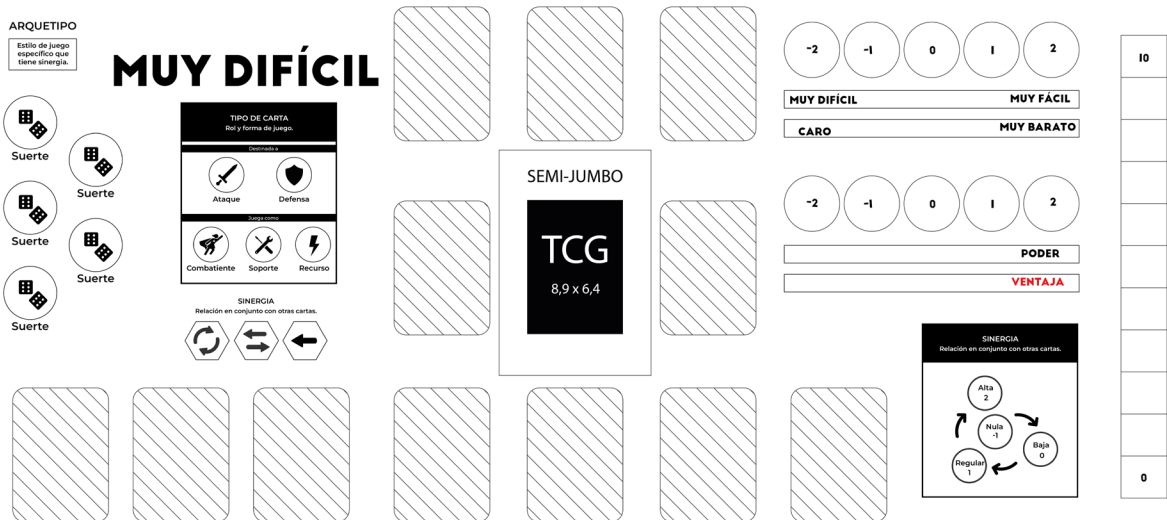 ARQUETIPO
Estilo de juego
específico que
tiene sinergia.
MUY DIFÍCIL
Suerte
Suerte
Suerte
Suerte
Suerte
TIPO DE CARTA
Rol y forma de juego.
Destinada a
Ataque
Defensa
Juega como
Combatiente
Soporte
Recurso
SINERGIA
Relación en conjunto con otras cartas.
SEMI-JUMBO
TCG
8,9 x 6,4
-2 -1 0 1 2
MUY DIFÍCIL MUY FÁCIL
CARO MUY BARATO
-2 -1 0 1 2
PODER
VENTAJA
SINERGIA
Relación en conjunto con otras cartas.
Alta
2
Nula
-1
Baja
0
Regular
1
10
0